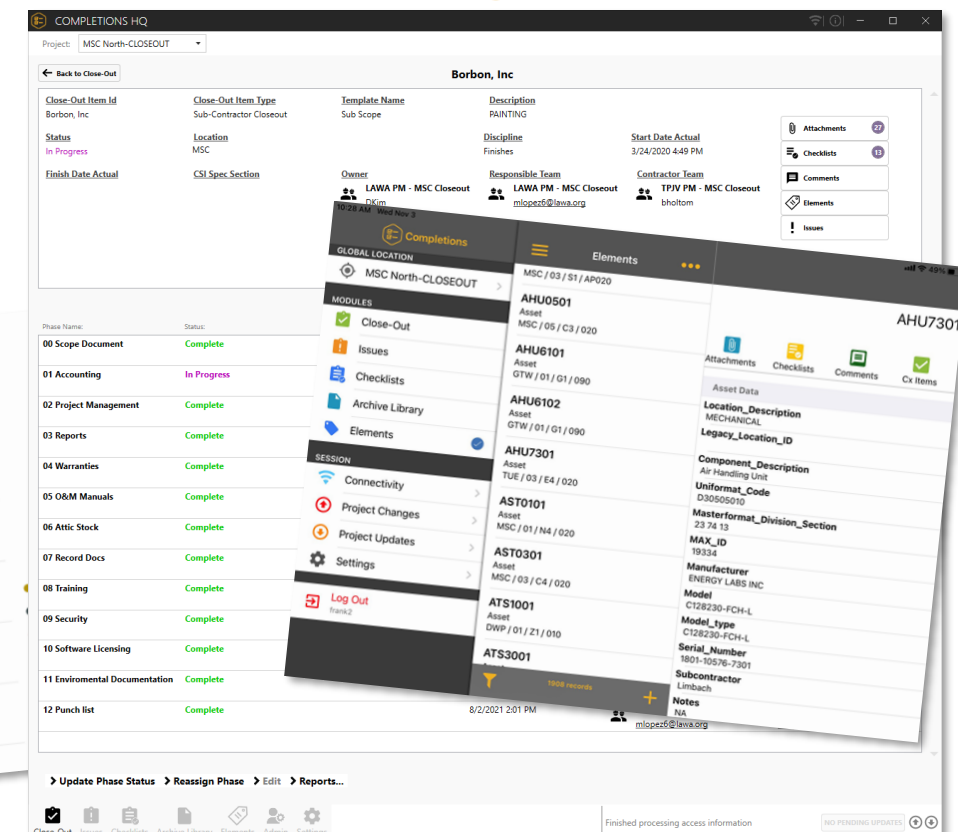 COMPLETIONS HQ
Project: MSC North-CLOSEOUT
Back to Close-Out
Borbon, Inc
Close-Out Item Id
Close-Out Item Type
Template Name
Description
Borbon, Inc
Sub-Contractor Closeout
Sub Scope
PAINTING
Status
Location
Discipline
Start Date Actual
In Progress
MSC
Finishes
3/24/2020 4:49 PM
Finish Date Actual
CSI Spec Section
Owner
Responsible Team
Contractor Team
LAWA PM - MSC Closeout
LAWA PM - MSC Closeout
TPJV PM - MSC Closeout
DKim
mlopez6@lawa.org
bholtom
Attachments 27
Checklists 13
Comments
Elements
Issues
Phase Name:
Status:
00 Scope Document Complete
01 Accounting In Progress
02 Project Management Complete
03 Reports Complete
04 Warranties Complete
05 O&M Manuals Complete
06 Attic Stock Complete
07 Record Docs Complete
08 Training Complete
09 Security Complete
10 Software Licensing Complete
11 Enviromental Documentation Complete
12 Punch list Complete
8/2/2021 2:01 PM
mlopez6@lawa.org
10:28 AM Wed Nov 3
Completions
GLOBAL LOCATION
MSC North-CLOSEOUT
MODULES
Close-Out
Issues
Checklists
Archive Library
Elements
SESSION
Connectivity
Project Changes
Project Updates
Settings
Log Out
frank2
Elements
MSC / 03 / S1 / AP020
AHU0501
Asset
MSC / 05 / C3 / 020
AHU6101
Asset
GTW / 01 / G1 / 090
AHU6102
Asset
GTW / 01 / G1 / 090
AHU7301
Asset
TUE / 03 / E4 / 020
AST0101
Asset
MSC / 01 / N4 / 020
AST0301
Asset
MSC / 03 / C4 / 020
ATS1001
Asset
DWP / 01 / Z1 / 010
ATS3001
1908 records
49%
AHU7301
Attachments
Checklists
Comments
Cx Items
Asset Data
Location_Description
MECHANICAL
Legacy_Location_ID
Component_Description
Air Handling Unit
Uniformat_Code
D30505010
Masterformat_Division_Section
23 74 13
MAX_ID
19334
Manufacturer
ENERGY LABS INC
Model
C128230-FCH-L
Model_type
C128230-FCH-L
Serial_Number
1801-10576-7301
Subcontractor
Limbach
Notes
NA
Update Phase Status
Reassign Phase
Edit
Reports...
Close-Out
Issues
Checklists
Archive Library
Elements
Admin
Settings
Finished processing access information
NO PENDING UPDATES